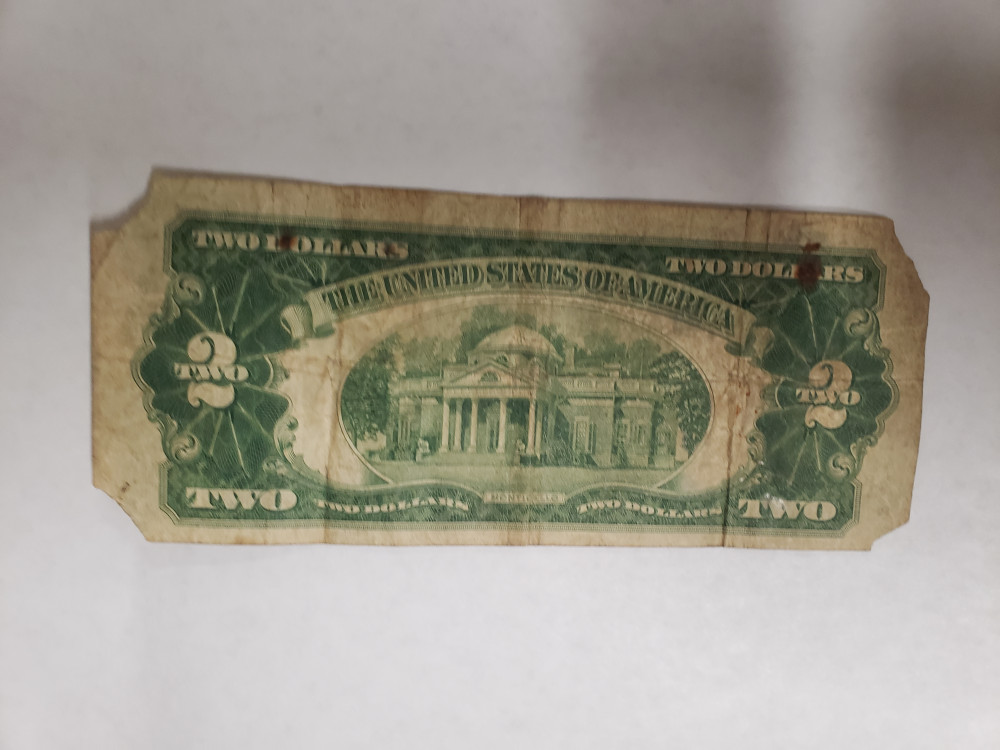 TWO DOLLARS
TWO DOLLARS
THE UNITED STATES OF AMERICA
2
TWO
2
TWO
MONTICELLO
TWO
TWO DOLLARS
TWO DOLLARS
TWO